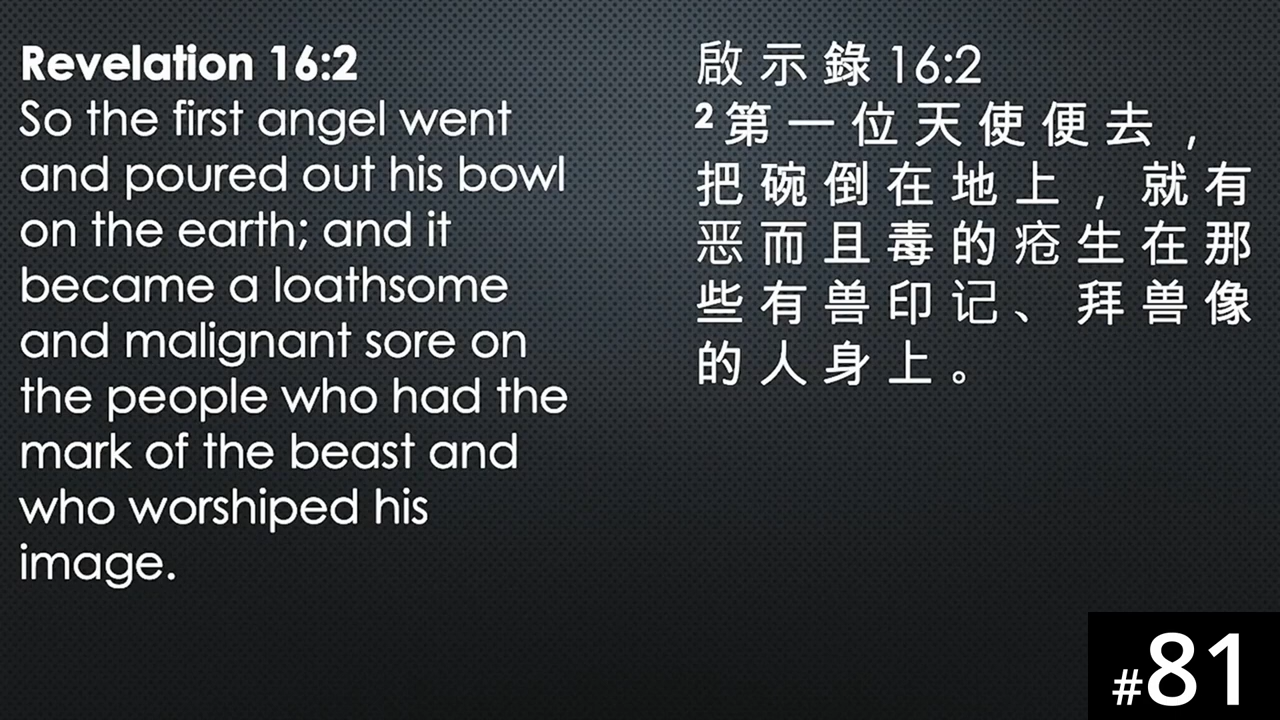 Revelation 16:2
So the first angel went
and poured out his bowl
on the earth; and it
became a loathsome
and malignant sore on
the people who had the
mark of the beast and
who worshiped his
image.
啟示錄 16:2
2 第一位天使便去，
把碗倒在地上，就有
恶而且毒的疮生在那
些有兽印记、拜兽像
的人身上。
#81